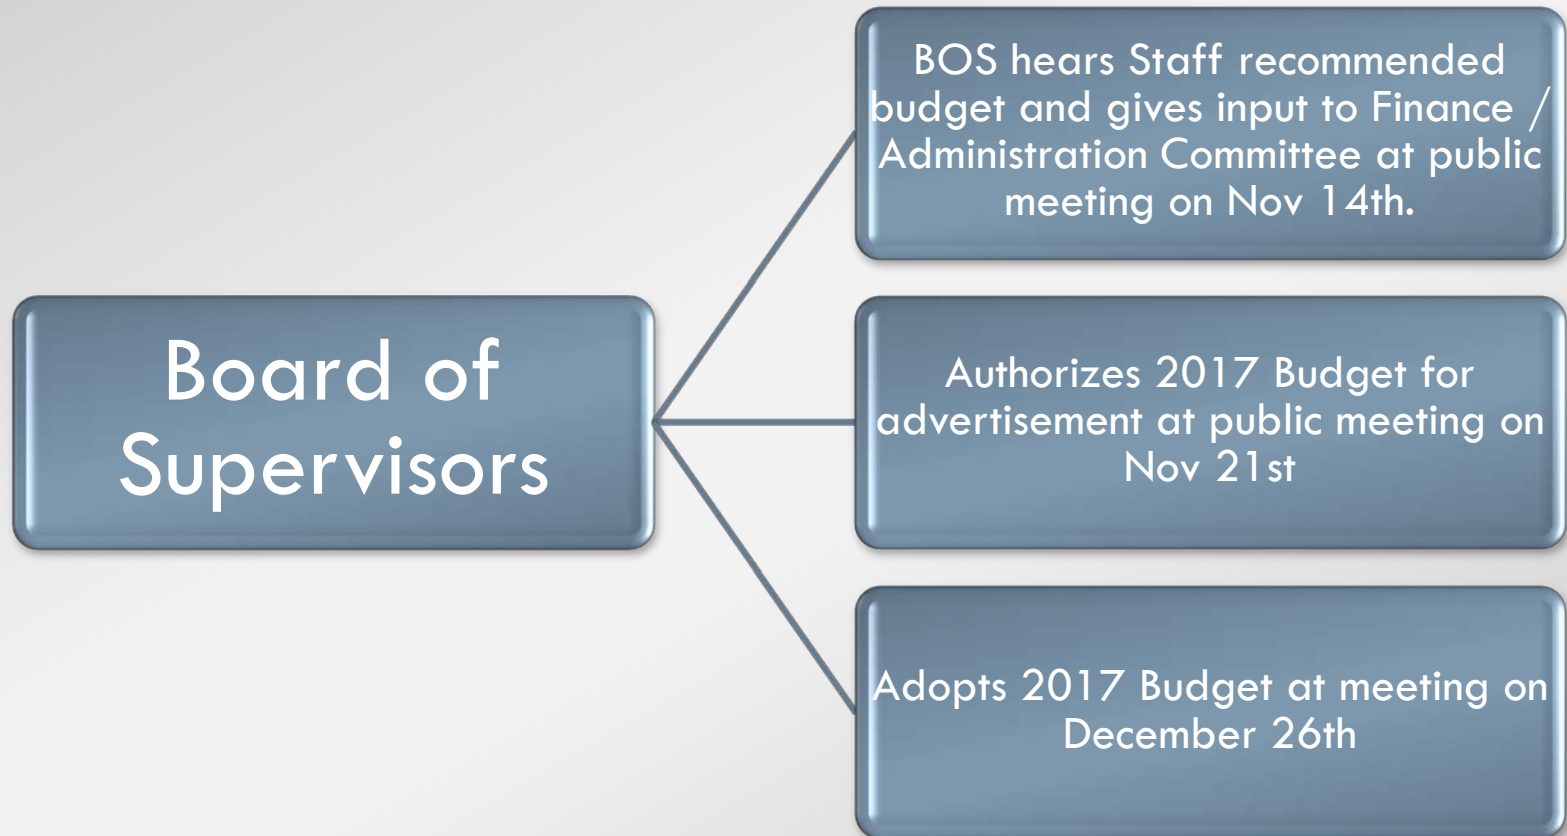 Board of
Supervisors
BOS hears Staff recommended
budget and gives input to Finance /
Administration Committee at public
meeting on Nov 14th.
Authorizes 2017 Budget for
advertisement at public meeting on
Nov 21st
Adopts 2017 Budget at meeting on
December 26th